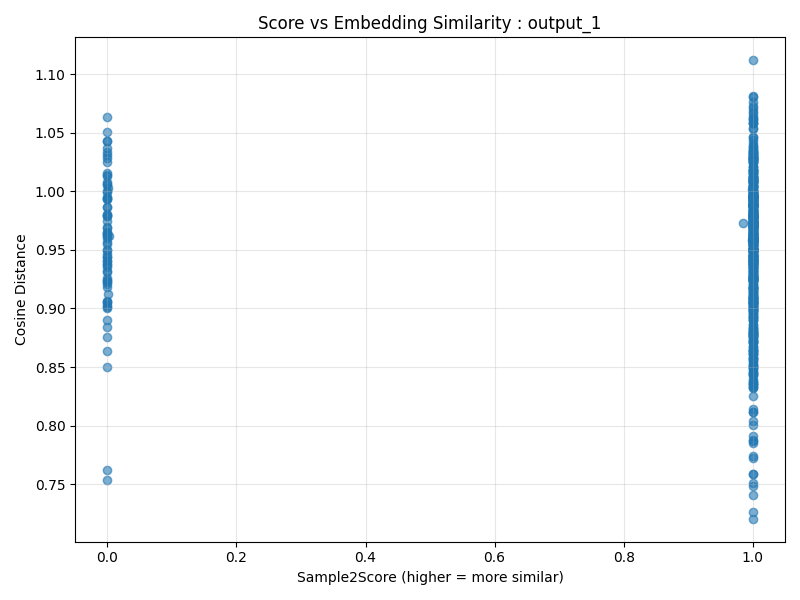 Score vs Embedding Similarity : output_1
1.10
1.05
1.00
0.95
0.90
0.85
0.80
0.75
Cosine Distance
0.0 0.2 0.4 0.6 0.8 1.0
Sample2Score (higher = more similar)